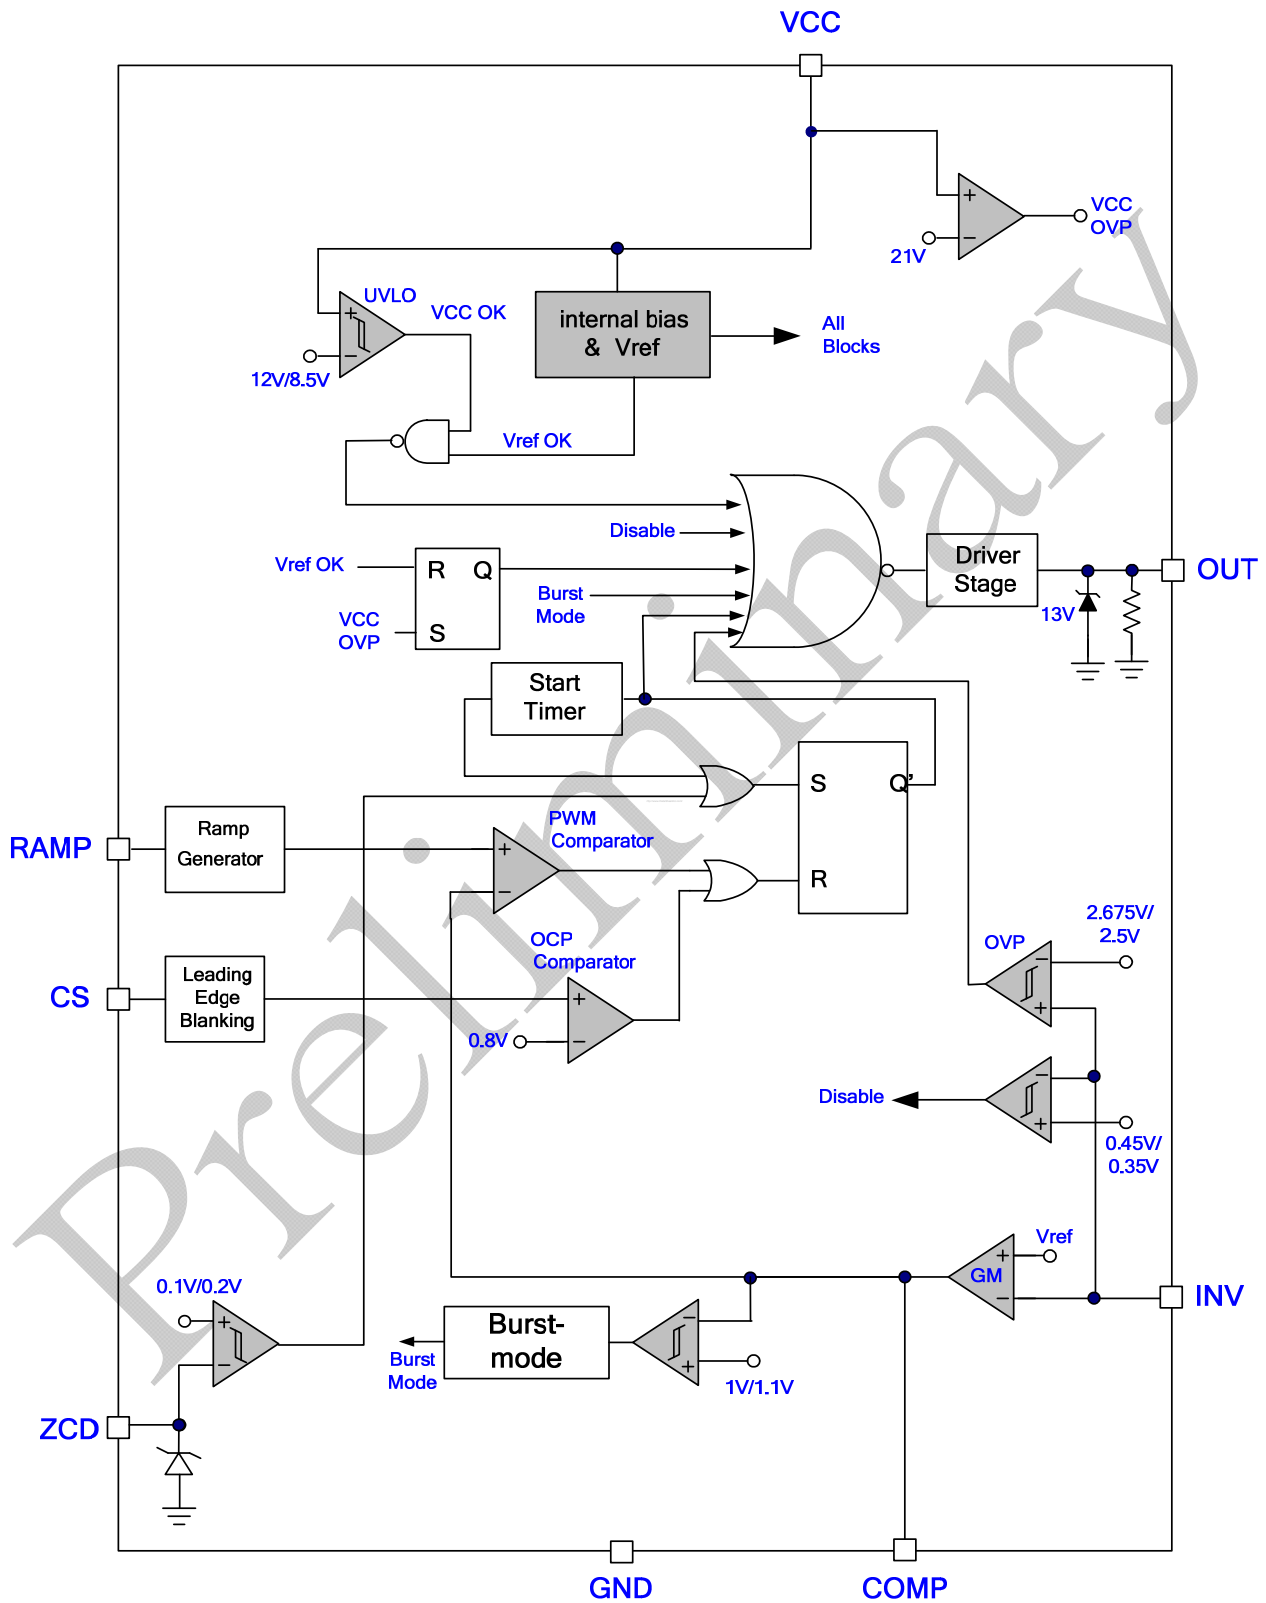 VCC
+
−
VCC
OVP
21V
UVLO
+
−
VCC OK
12V/8.5V
internal bias
& Vref
All
Blocks
Vref OK
Disable
Vref OK
R Q
S
VCC
OVP
Burst
Mode
Driver
Stage
OUT
13V
Start
Timer
S Q'
R
RAMP
Ramp
Generator
PWM
Comparator
+
−
OCP
Comparator
CS
Leading
Edge
Blanking
+
−
0.8V
OVP
2.675V/
2.5V
−
+
Disable
−
+
0.45V/
0.35V
Vref
+
GM
−
INV
0.1V/0.2V
+
−
ZCD
Burst
Mode
Burst-
mode
−
+
1V/1.1V
GND
COMP
Preliminary